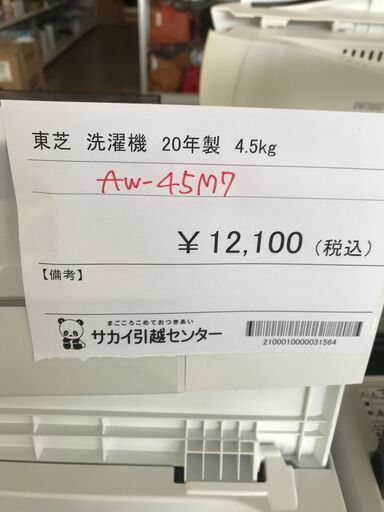 東芝 洗濯機 20年製 4.5kg
AW-45M7
￥12,100（税込）
【備考】
まごころこめておつきあい
サカイ引越センター
2100010000031564